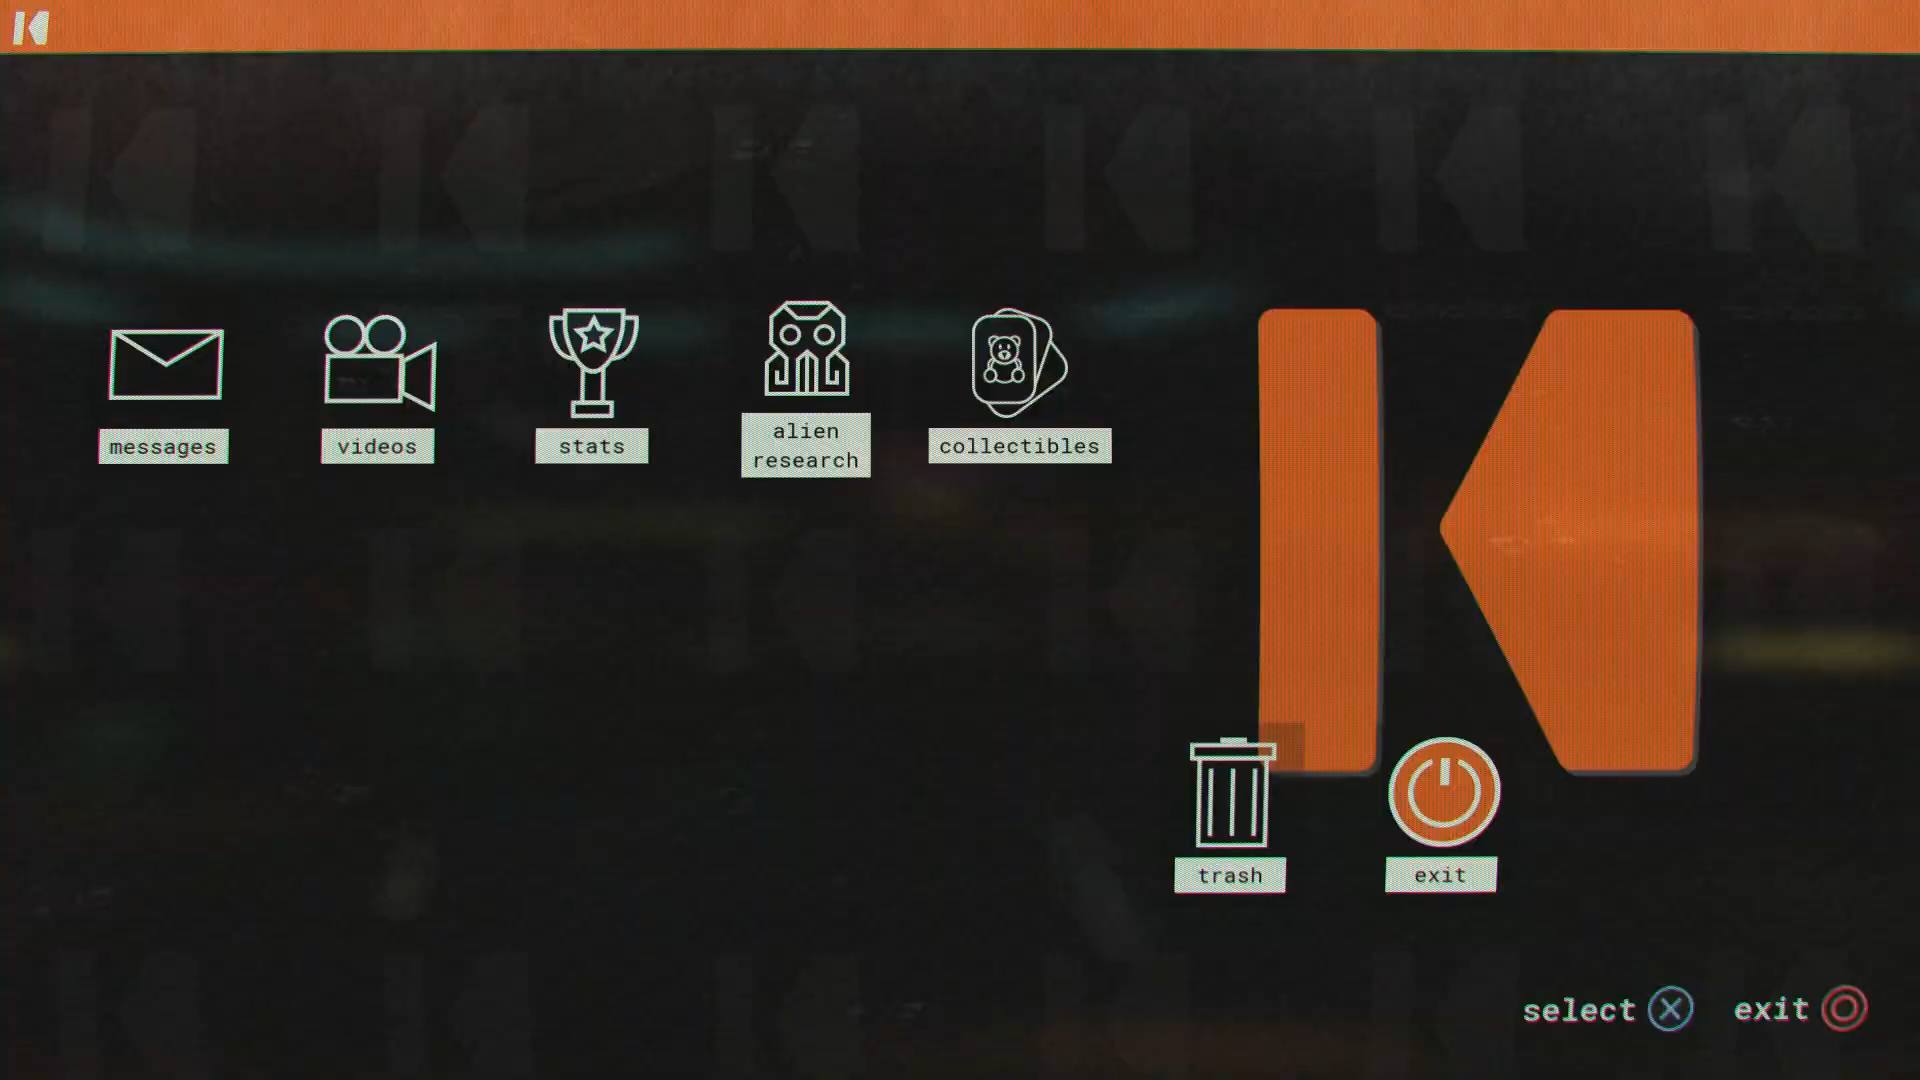 messages
videos
stats
alien
research
collectibles
trash
exit
select
exit